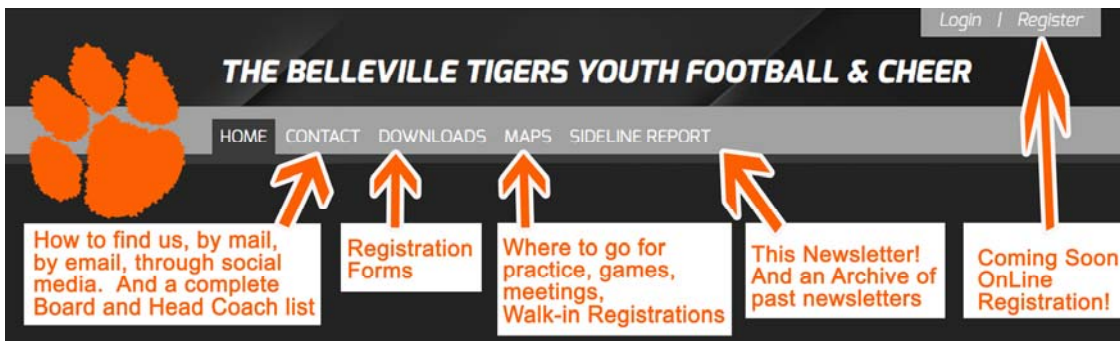 Login | Register
THE BELLEVILLE TIGERS YOUTH FOOTBALL & CHEER
HOME CONTACT DOWNLOADS MAPS SIDELINE REPORT
How to find us, by mail,
by email, through social
media. And a complete
Board and Head Coach list
Registration
Forms
Where to go for
practice, games,
meetings,
Walk-in Registrations
This Newsletter!
And an Archive of
past newsletters
Coming Soon
OnLine
Registration!